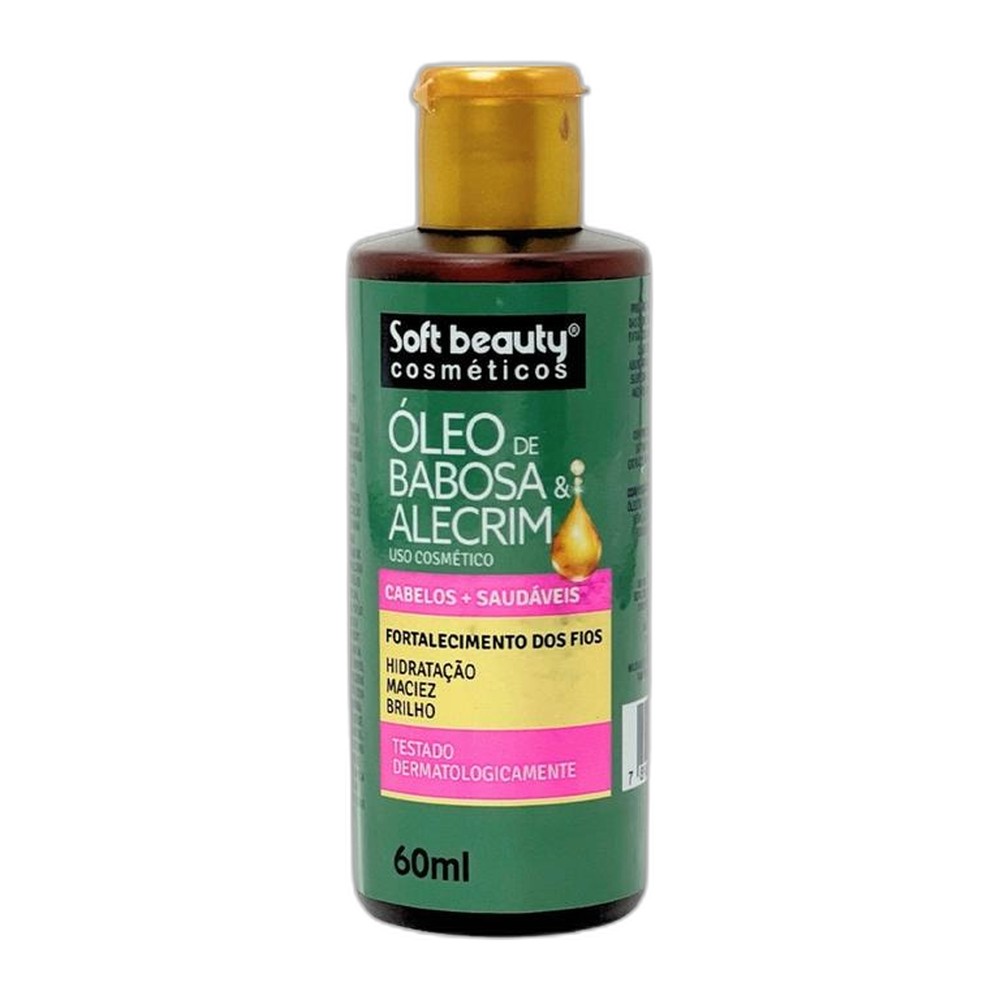 Soft beauty®
cosméticos
ÓLEO DE
BABOSA &
ALECRIM
USO COSMÉTICO
CABELOS + SAUDÁVEIS
FORTALECIMENTO DOS FIOS
HIDRATAÇÃO
MACIEZ
BRILHO
TESTADO
DERMATOLOGICAMENTE
60ml